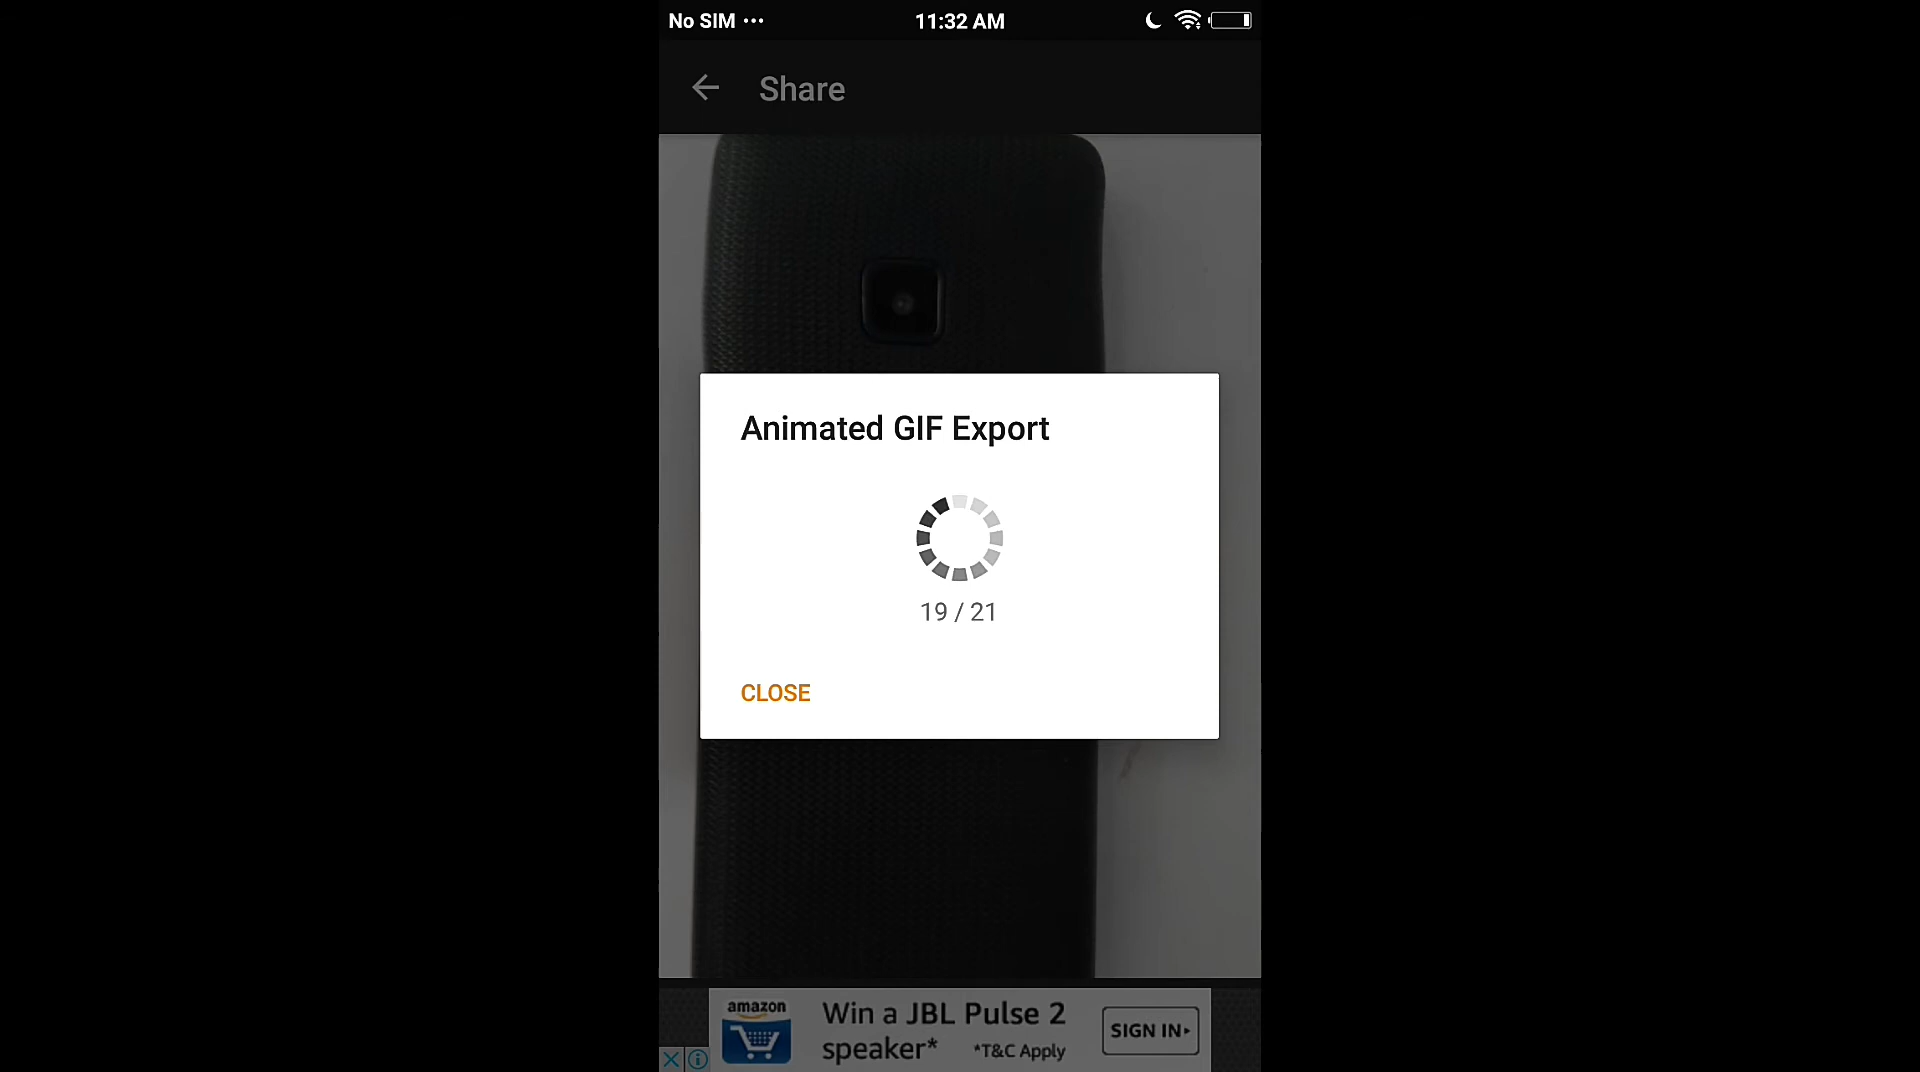 No SIM ···
11:32 AM
Share
Animated GIF Export
19 / 21
CLOSE
amazon
Win a JBL Pulse 2
speaker*
*T&C Apply
SIGN IN